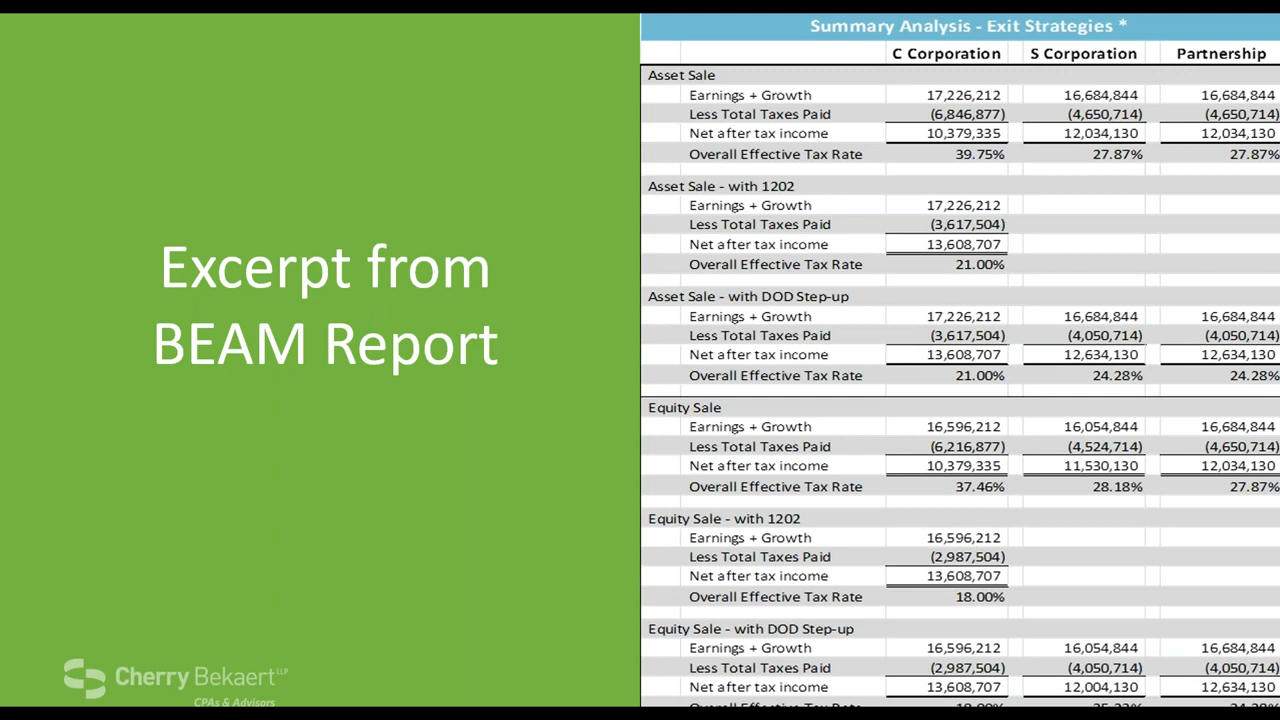 Excerpt from
BEAM Report
Cherry Bekaert LLP
CPAs & Advisors
Summary Analysis - Exit Strategies *
C Corporation S Corporation Partnership
Asset Sale
Earnings + Growth 17,226,212 16,684,844 16,684,844
Less Total Taxes Paid (6,846,877) (4,650,714) (4,650,714)
Net after tax income 10,379,335 12,034,130 12,034,130
Overall Effective Tax Rate 39.75% 27.87% 27.87%
Asset Sale - with 1202
Earnings + Growth 17,226,212
Less Total Taxes Paid (3,617,504)
Net after tax income 13,608,707
Overall Effective Tax Rate 21.00%
Asset Sale - with DOD Step-up
Earnings + Growth 17,226,212 16,684,844 16,684,844
Less Total Taxes Paid (3,617,504) (4,050,714) (4,050,714)
Net after tax income 13,608,707 12,634,130 12,634,130
Overall Effective Tax Rate 21.00% 24.28% 24.28%
Equity Sale
Earnings + Growth 16,596,212 16,054,844 16,684,844
Less Total Taxes Paid (6,216,877) (4,524,714) (4,650,714)
Net after tax income 10,379,335 11,530,130 12,034,130
Overall Effective Tax Rate 37.46% 28.18% 27.87%
Equity Sale - with 1202
Earnings + Growth 16,596,212
Less Total Taxes Paid (2,987,504)
Net after tax income 13,608,707
Overall Effective Tax Rate 18.00%
Equity Sale - with DOD Step-up
Earnings + Growth 16,596,212 16,054,844 16,684,844
Less Total Taxes Paid (2,987,504) (4,050,714) (4,050,714)
Net after tax income 13,608,707 12,004,130 12,634,130